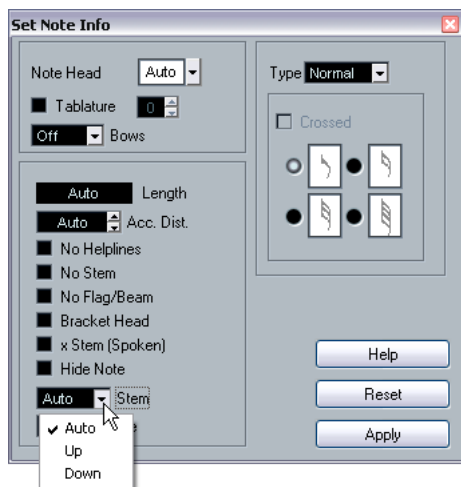 Set Note Info
Note Head Auto
Tablature 0
Off Bows
Auto Length
Auto Acc. Dist.
No Helplines
No Stem
No Flag/Beam
Bracket Head
x Stem (Spoken)
Hide Note
Auto Stem
Auto
Up
Down
Type Normal
Crossed
Help
Reset
Apply